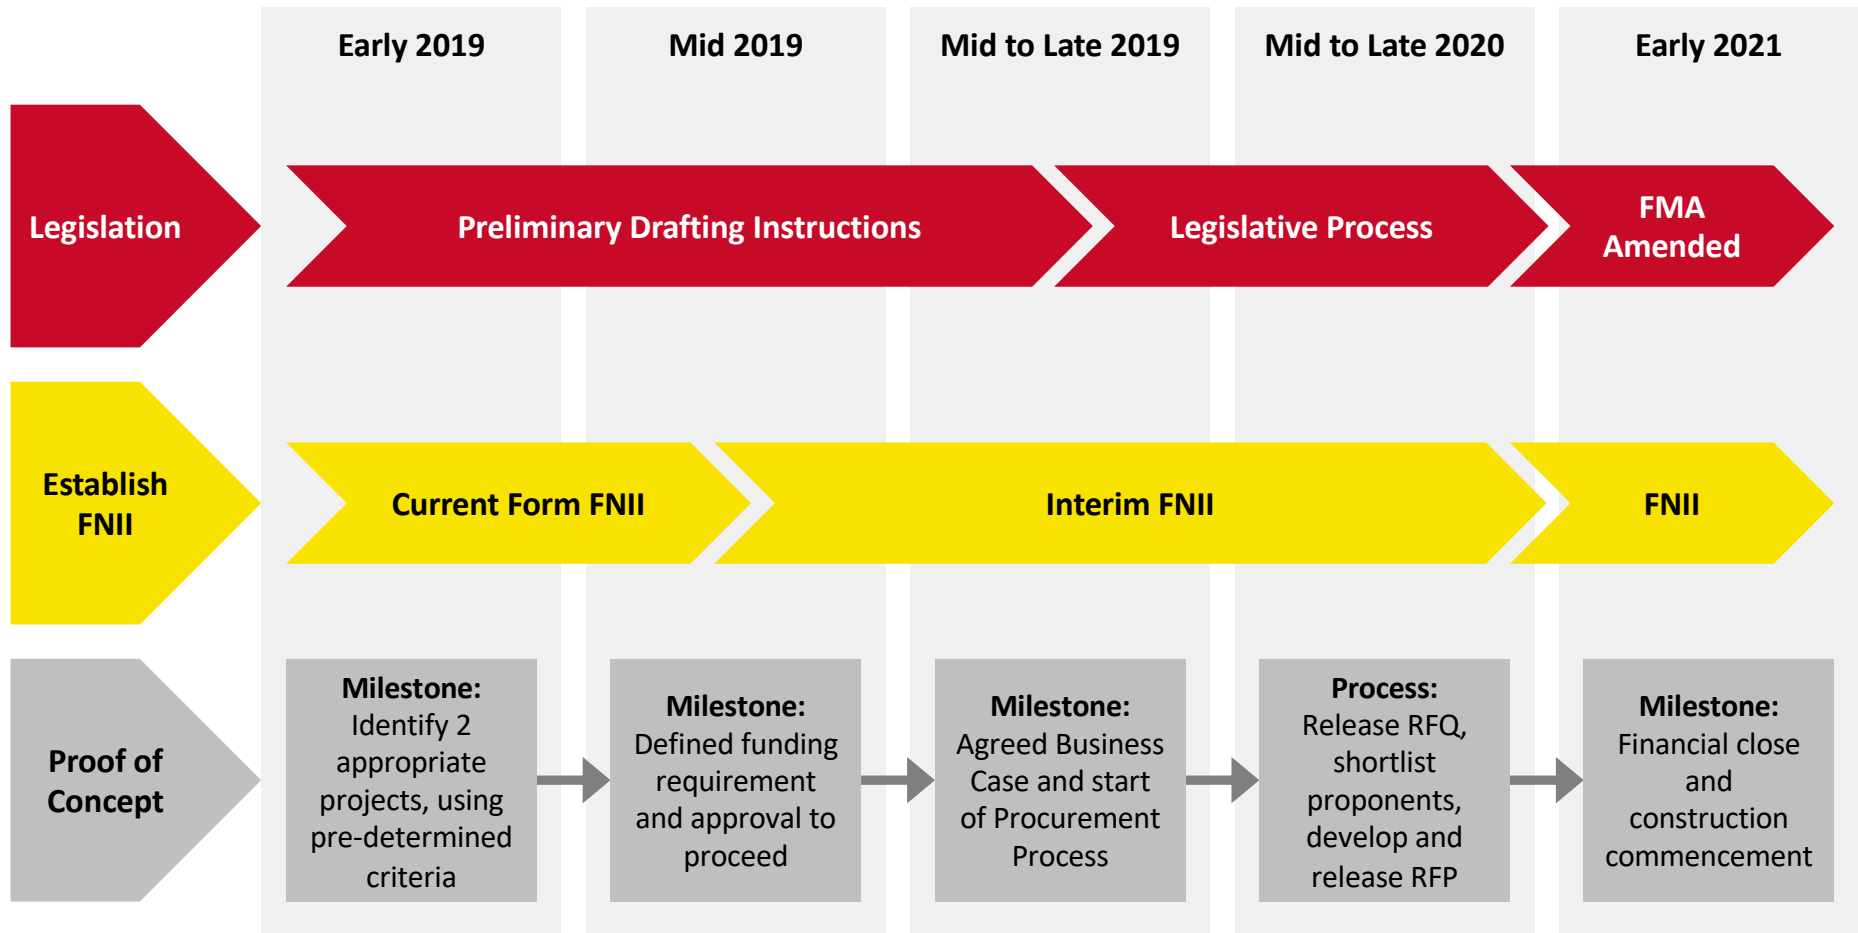 Early 2019
Mid 2019
Mid to Late 2019
Mid to Late 2020
Early 2021
Legislation
Preliminary Drafting Instructions
Legislative Process
FMA
Amended
Establish
FNII
Current Form FNII
Interim FNII
FNII
Proof of
Concept
Milestone:
Identify 2
appropriate
projects, using
pre-determined
criteria
Milestone:
Defined funding
requirement
and approval to
proceed
Milestone:
Agreed Business
Case and start
of Procurement
Process
Process:
Release RFQ,
shortlist
proponents,
develop and
release RFP
Milestone:
Financial close
and
construction
commencement